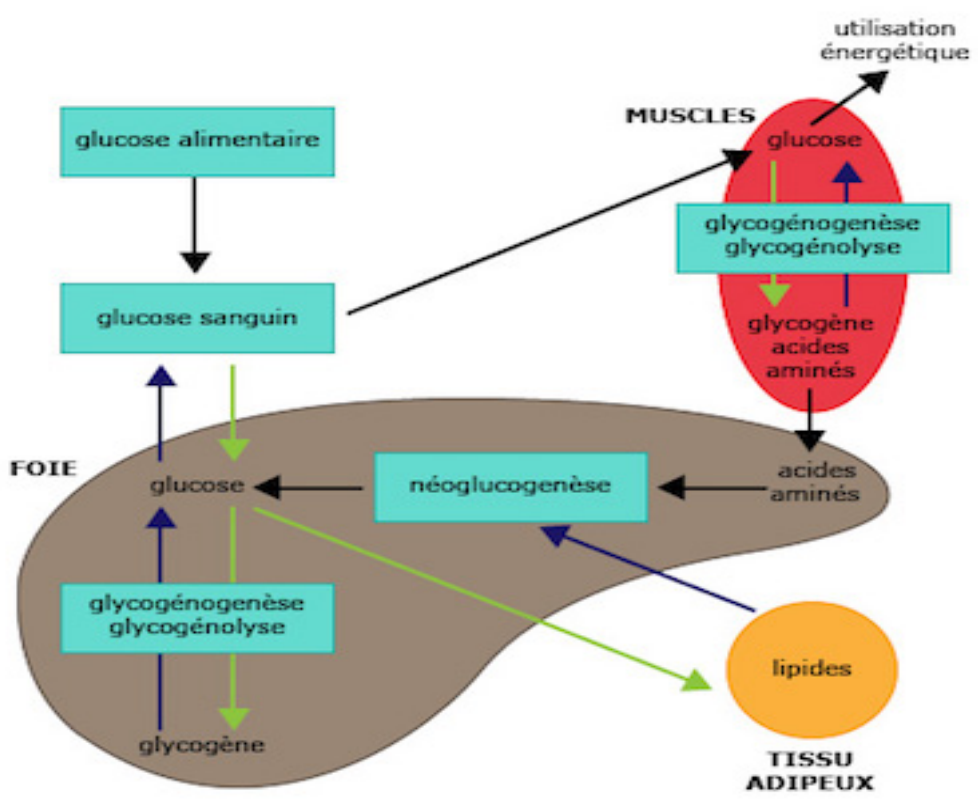 utilisation
énergétique
MUSCLES
glucose
glucose alimentaire
glycogénogenèse
glycogénolyse
glucose sanguin
glycogène
acides
aminés
FOIE
glucose
néoglucogenèse
acides
aminés
glycogénogenèse
glycogénolyse
lipides
glycogène
TISSU
ADIPEUX